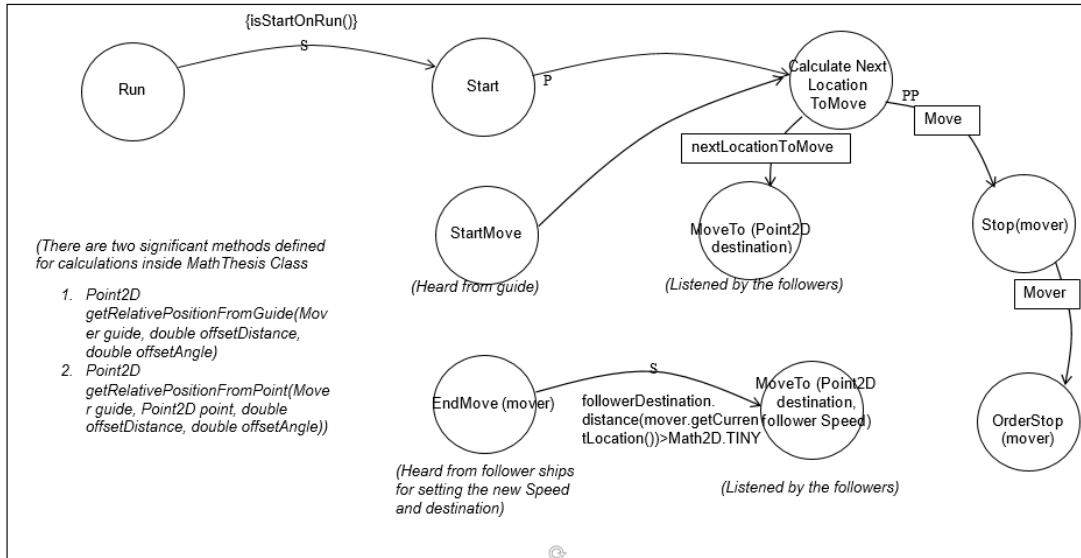 {isStartOnRun()}
S
Run
Start
P
Calculate Next
Location
ToMove
PP
Move
nextLocationToMove
StartMove
(Heard from guide)
MoveTo (Point2D
destination)
(Listened by the followers)
Stop(mover)
Mover
OrderStop
(mover)
(There are two significant methods defined
for calculations inside MathThesis Class
1. Point2D
getRelativePositionFromGuide(Mov
er guide, double offsetDistance,
double offsetAngle)
2. Point2D
getRelativePositionFromPoint(Move
r guide, Point2D point, double
offsetDistance, double offsetAngle))
EndMove (mover)
(Heard from follower ships
for setting the new Speed
and destination)
S
followerDestination.
distance(mover.getCurren
tLocation())>Math2D.TINY
MoveTo (Point2D
destination,
follower Speed)
(Listened by the followers)